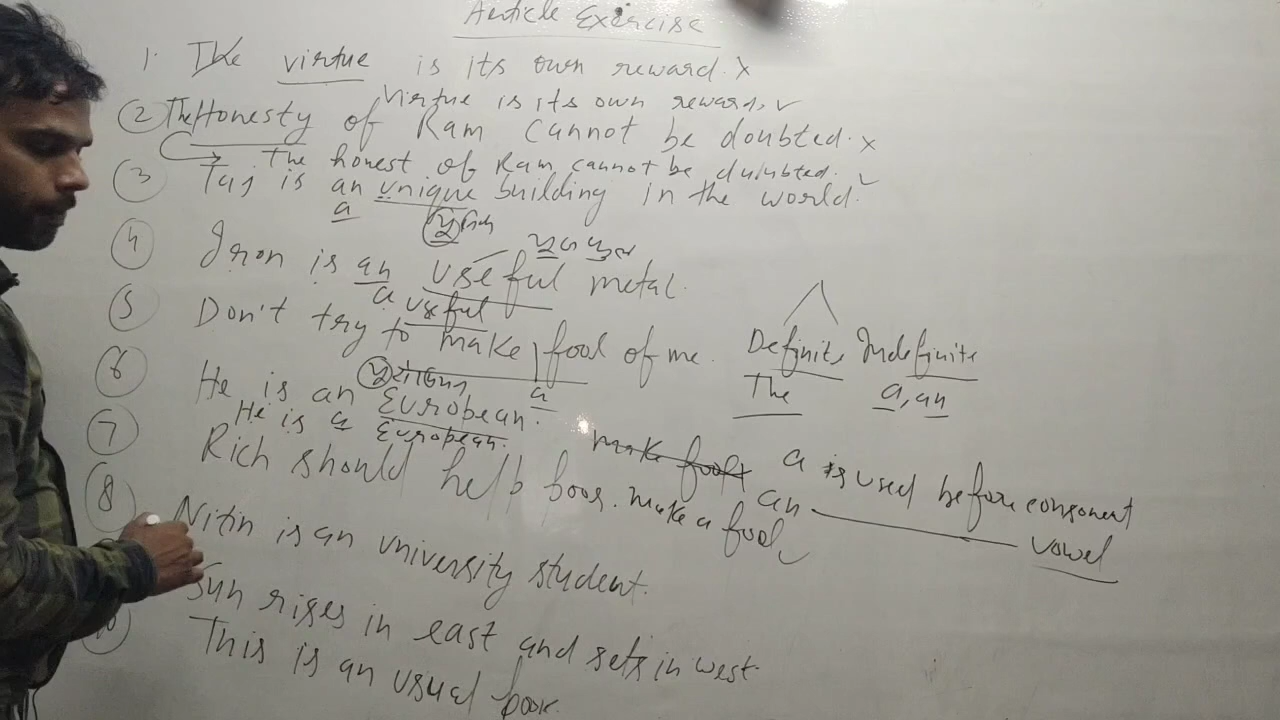 Article Exercise
1. The virtue is its own reward. x
Virtue is its own reward. ✓
2 The Honesty of Ram cannot be doubted. x
The honest of Ram cannot be
3 Taj is an unique building in the world.
a
4 Iron is an useful metal.
a useful
5 Don't try to make fool of me.
a
Definite Indefinite
The a, an
6 He is an European.
He is a European.
make fool
a is used before consonent
an vowel
7 Rich should help poor.
make a fool ✓
8 Nitin is an university student.
Sun rises in east and sets in west.
10 This is an usual